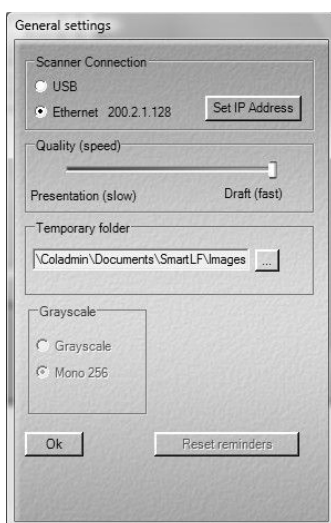 General settings
Scanner Connection
USB
Ethernet 200.2.1.128 Set IP Address
Quality (speed)
Presentation (slow) Draft (fast)
Temporary folder
\Coladmin\Documents\SmartLF\Images ...
Grayscale
Grayscale
Mono 256
Ok Reset reminders